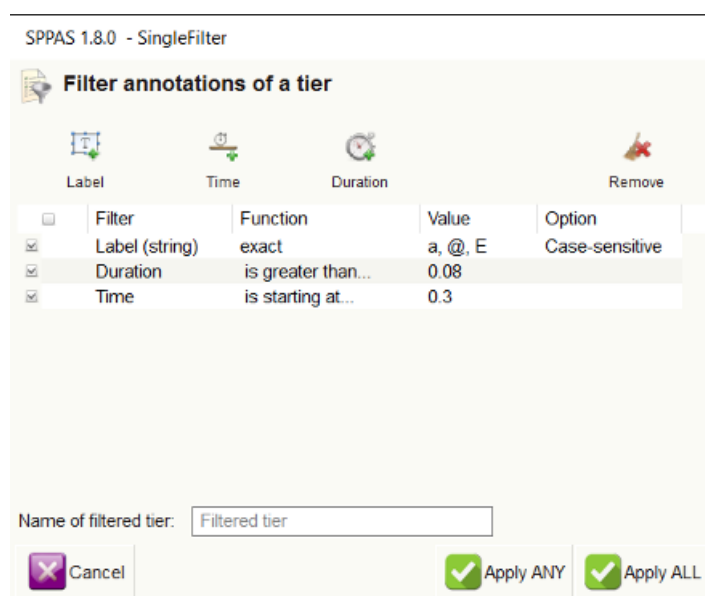 SPPAS 1.8.0 - SingleFilter
Filter annotations of a tier
Label Time Duration Remove
Filter Function Value Option
Label (string) exact a, @, E Case-sensitive
Duration is greater than... 0.08
Time is starting at... 0.3
Name of filtered tier: Filtered tier
Cancel Apply ANY Apply ALL